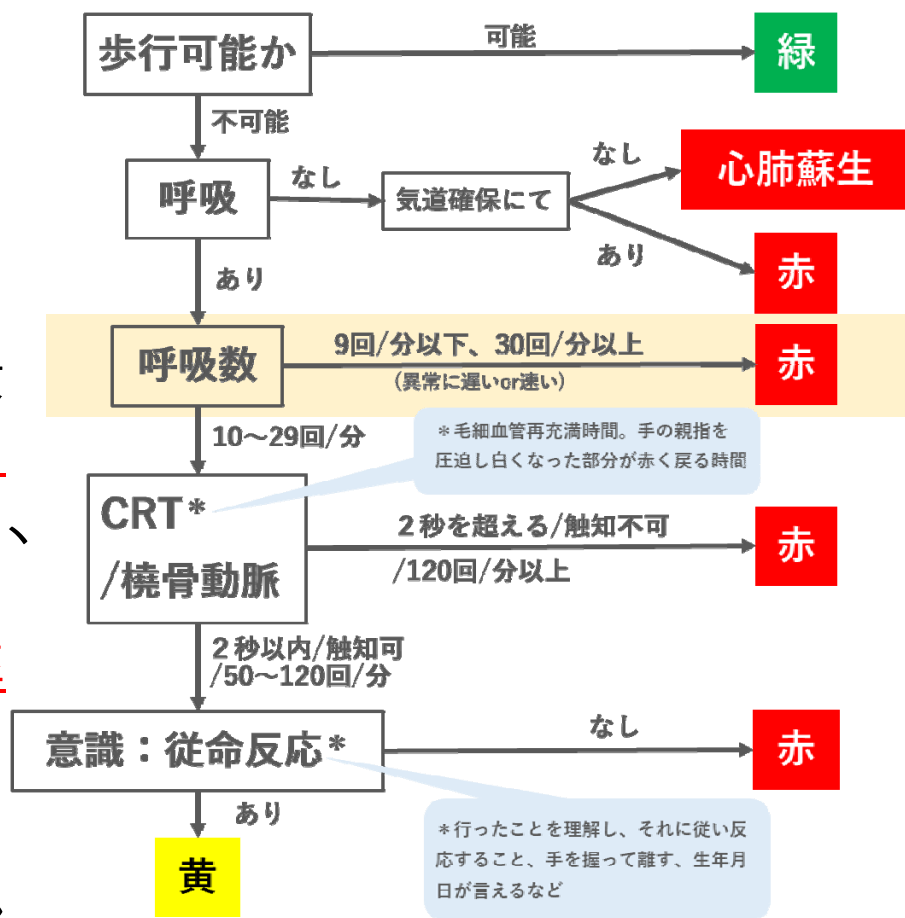 歩行可能か
可能
緑
不可能
呼吸
なし
気道確保にて
なし
心肺蘇生
あり
赤
あり
呼吸数
9回/分以下、30回/分以上
(異常に遅いor速い)
赤
10～29回/分
*毛細血管再充満時間。手の親指を
圧迫し白くなった部分が赤く戻る時間
CRT*
/橈骨動脈
２秒を超える/触知不可
/120回/分以上
赤
２秒以内/触知可
/50～120回/分
意識：従命反応*
なし
赤
あり
*行ったことを理解し、それに従い反
応すること、手を握って離す、生年月
日が言えるなど
黄